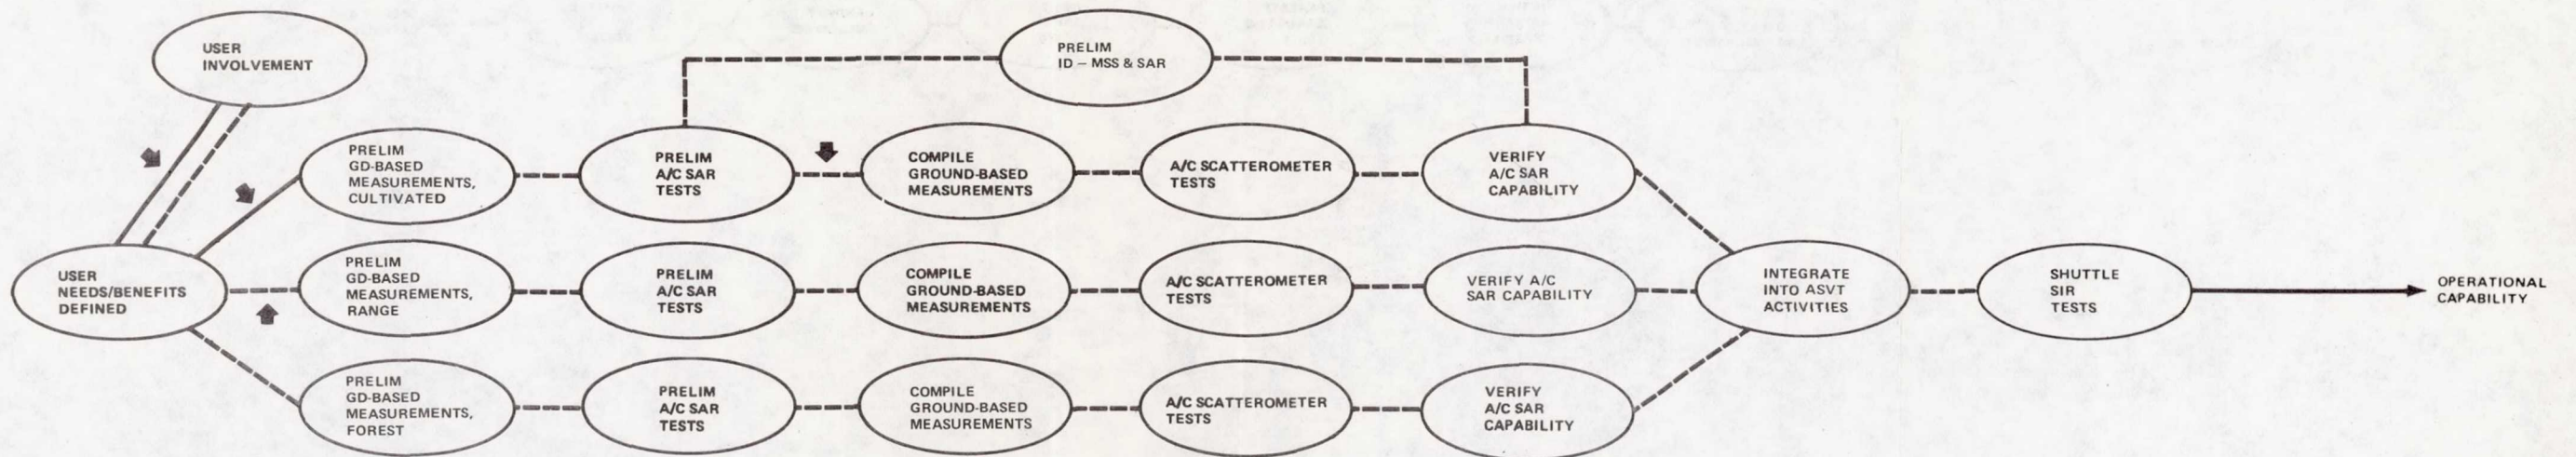 USER
INVOLVEMENT
PRELIM
ID – MSS & SAR
PRELIM
GD-BASED
MEASUREMENTS,
CULTIVATED
PRELIM
A/C SAR
TESTS
COMPILE
GROUND-BASED
MEASUREMENTS
A/C SCATTEROMETER
TESTS
VERIFY
A/C SAR
CAPABILITY
USER
NEEDS/BENEFITS
DEFINED
PRELIM
GD-BASED
MEASUREMENTS,
RANGE
PRELIM
A/C SAR
TESTS
COMPILE
GROUND-BASED
MEASUREMENTS
A/C SCATTEROMETER
TESTS
VERIFY A/C
SAR CAPABILITY
INTEGRATE
INTO ASVT
ACTIVITIES
SHUTTLE
SIR
TESTS
OPERATIONAL
CAPABILITY
PRELIM
GD-BASED
MEASUREMENTS,
FOREST
PRELIM
A/C SAR
TESTS
COMPILE
GROUND-BASED
MEASUREMENTS
A/C SCATTEROMETER
TESTS
VERIFY
A/C SAR
CAPABILITY